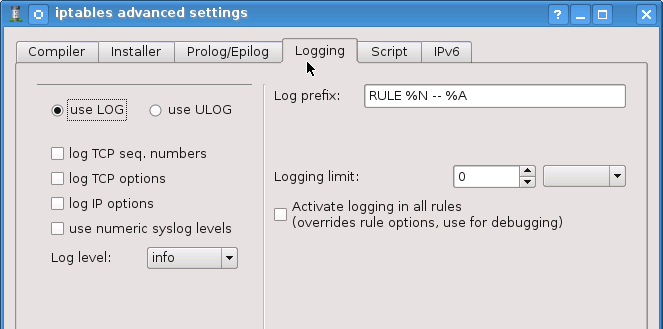 iptables advanced settings
?
Compiler Installer Prolog/Epilog Logging Script IPv6
use LOG use ULOG
Log prefix: RULE %N -- %A
log TCP seq. numbers
log TCP options
log IP options
use numeric syslog levels
Log level: info
Logging limit: 0
Activate logging in all rules
(overrides rule options, use for debugging)